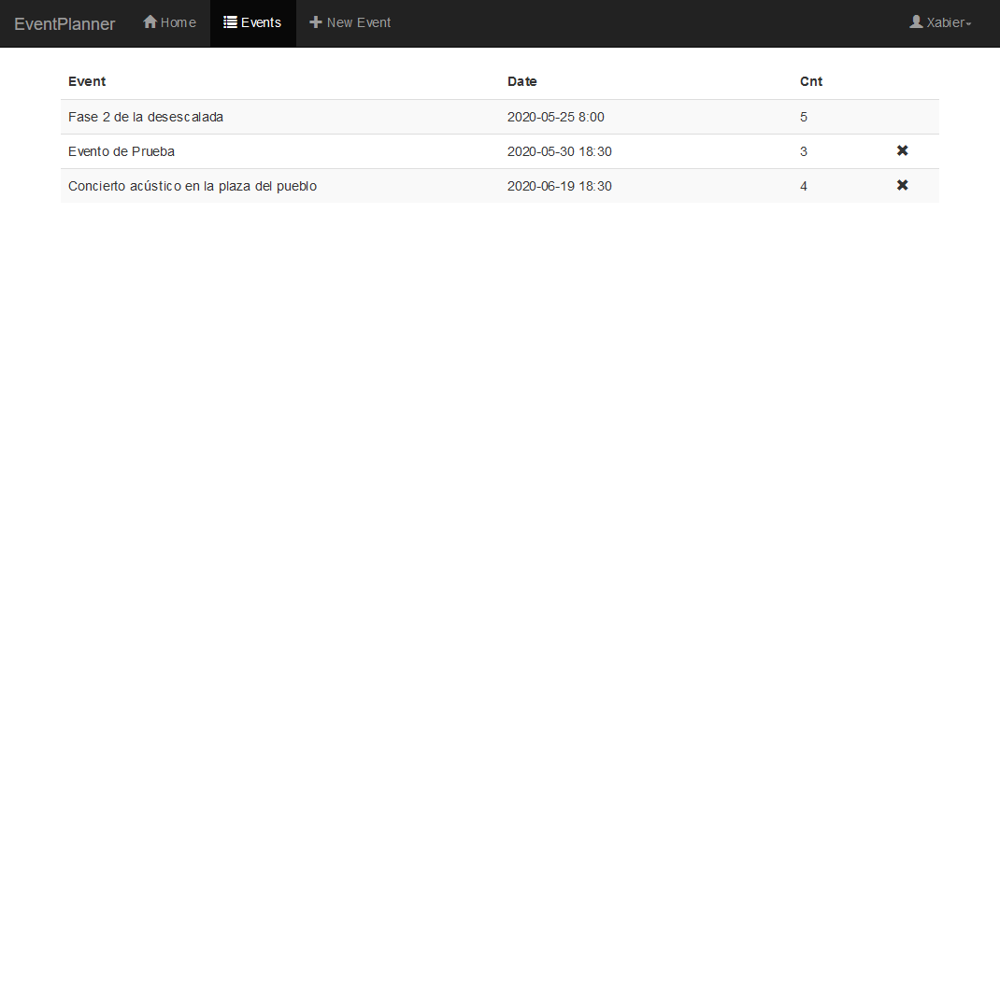 EventPlanner Home Events New Event Xabier
Event Date Cnt
Fase 2 de la desescalada 2020-05-25 8:00 5
Evento de Prueba 2020-05-30 18:30 3
Concierto acústico en la plaza del pueblo 2020-06-19 18:30 4